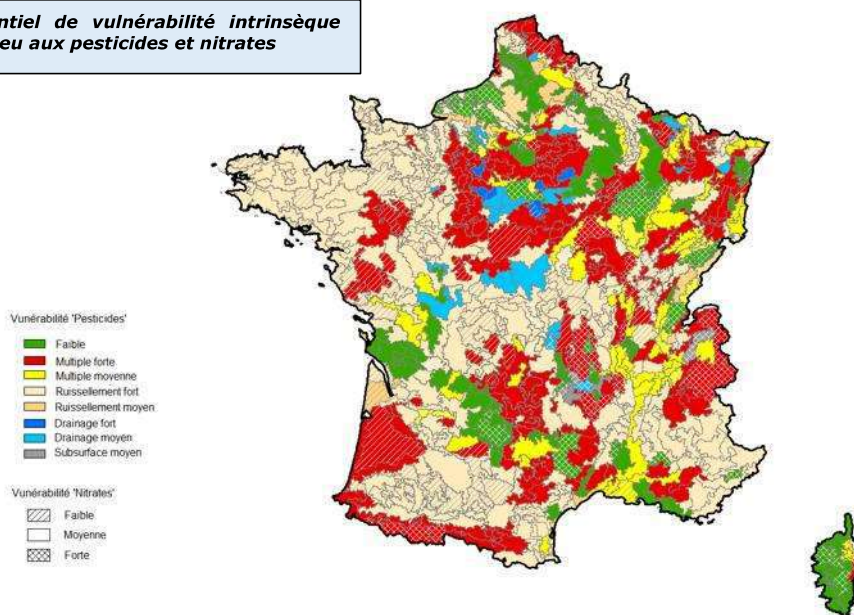 ntiel de vulnérabilité intrinsèque
eu aux pesticides et nitrates
Vunérabilité 'Pesticides'
Faible
Multiple forte
Multiple movenne
Ruissellement fort
Ruissellement moyen
Drainage fort
Drainage moyen
Subsurface moyen
Vunérabilité 'Nitrates'
Faible
Moyenne
Forte